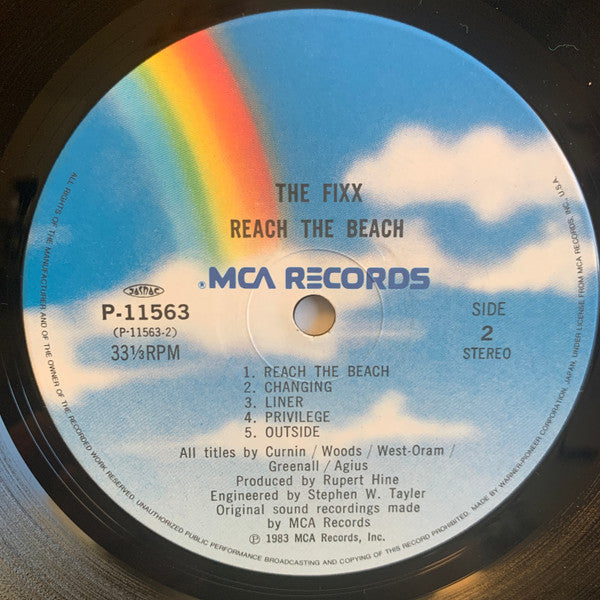 THE FIXX
REACH THE BEACH
MCA RECORDS
JASRAC
P-11563
(P-11563-2)
33⅓RPM
SIDE
2
STEREO
1. REACH THE BEACH
2. CHANGING
3. LINER
4. PRIVILEGE
5. OUTSIDE
All titles by Curnin / Woods / West-Oram /
Greenall / Agius
Produced by Rupert Hine
Engineered by Stephen W. Tayler
Original sound recordings made
by MCA Records
Ⓟ 1983 MCA Records, Inc.
ALL RIGHTS OF THE MANUFACTURER AND OF THE OWNER OF THE RECORDED WORK RESERVED. UNAUTHORIZED PUBLIC PERFORMANCE BROADCASTING AND COPYING OF THIS RECORD PROHIBITED. MADE BY WARNER-PIONEER CORPORATION, JAPAN, UNDER LICENSE FROM MCA RECORDS, INC., U.S.A.